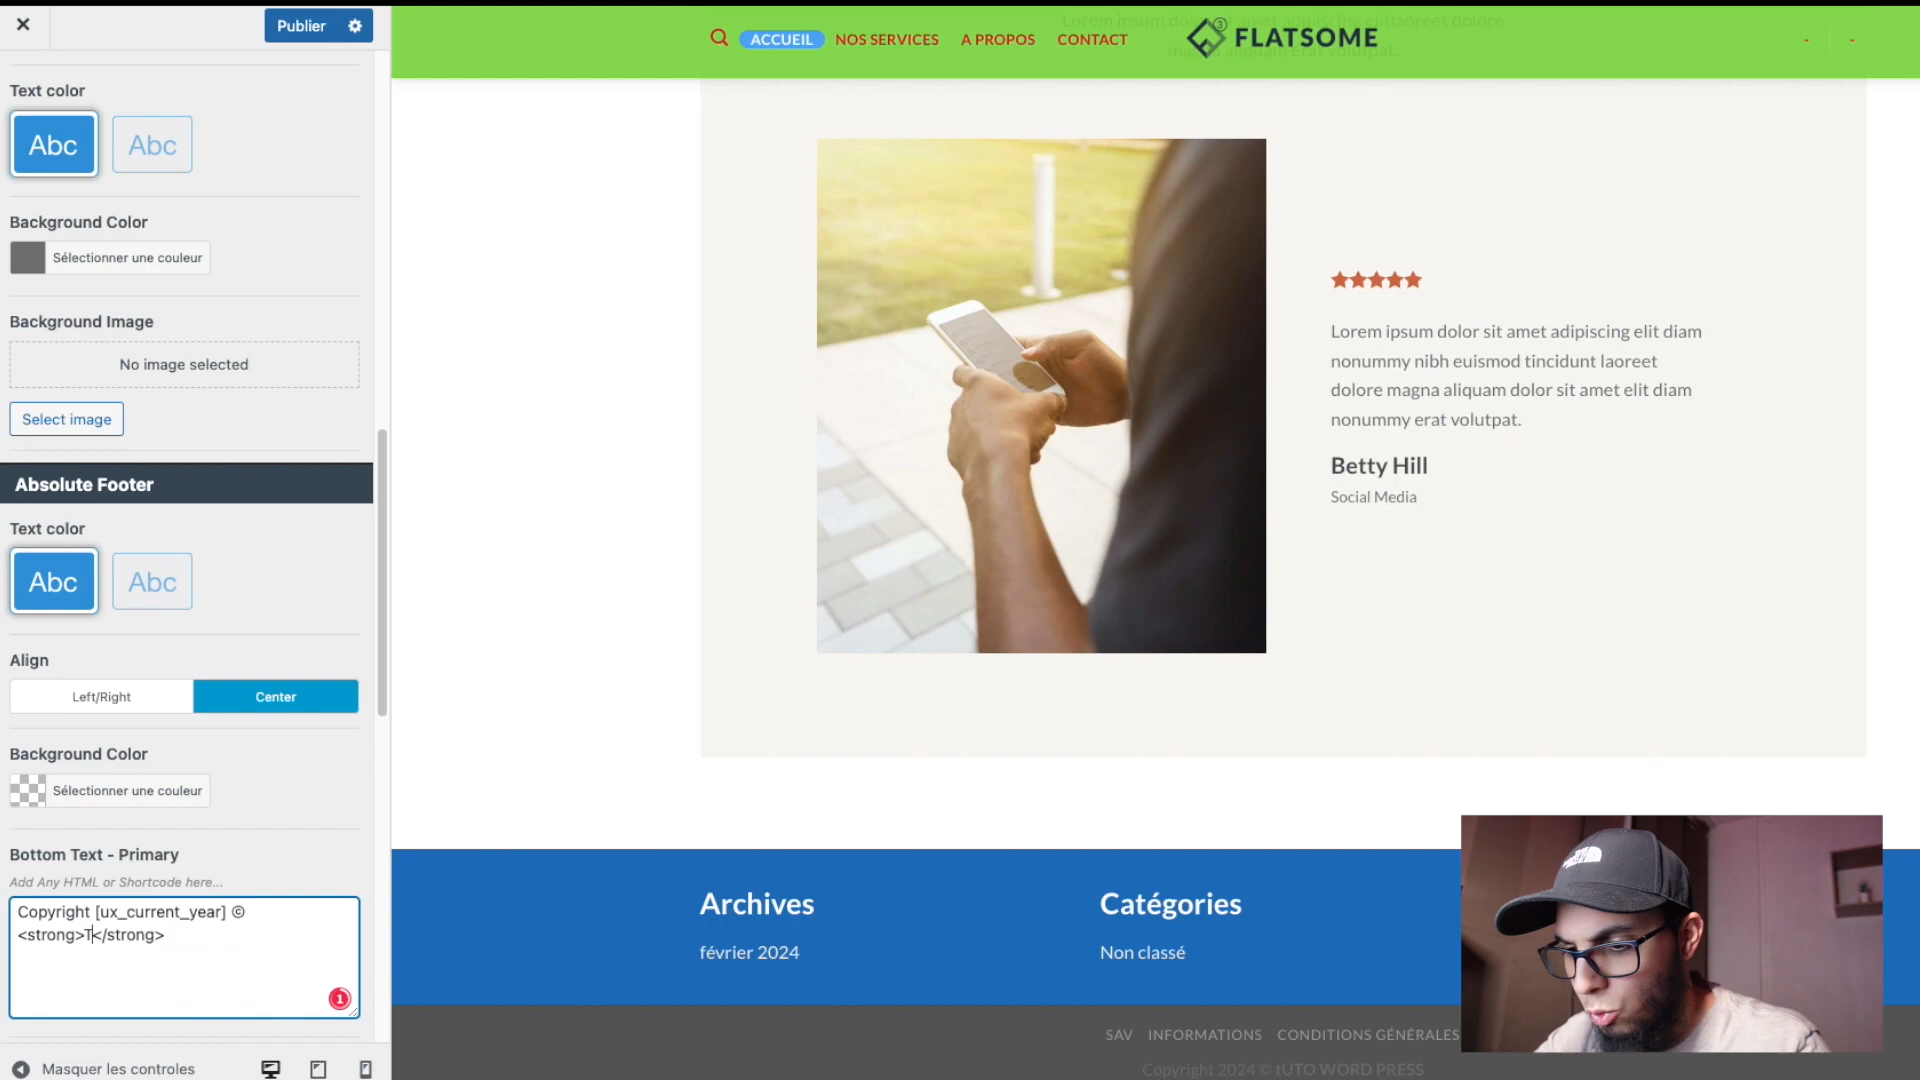 Publier
Text color
Abc
Abc
Background Color
Sélectionner une couleur
Background Image
No image selected
Select image
Absolute Footer
Text color
Abc
Abc
Align
Left/Right
Center
Background Color
Sélectionner une couleur
Bottom Text - Primary
Add Any HTML or Shortcode here...
Copyright [ux_current_year] ©
<strong>T</strong>
1
Masquer les controles
ACCUEIL
NOS SERVICES
A PROPOS
CONTACT
3
FLATSOME
-
-
Lorem ipsum dolor sit amet adipiscing elit diam
nonummy nibh euismod tincidunt laoreet
dolore magna aliquam dolor sit amet elit diam
nonummy erat volutpat.
Betty Hill
Social Media
Archives
février 2024
Catégories
Non classé
SAV
INFORMATIONS
CONDITIONS GÉNÉRALES
Copyright 2024 © tUTO WORD PRESS